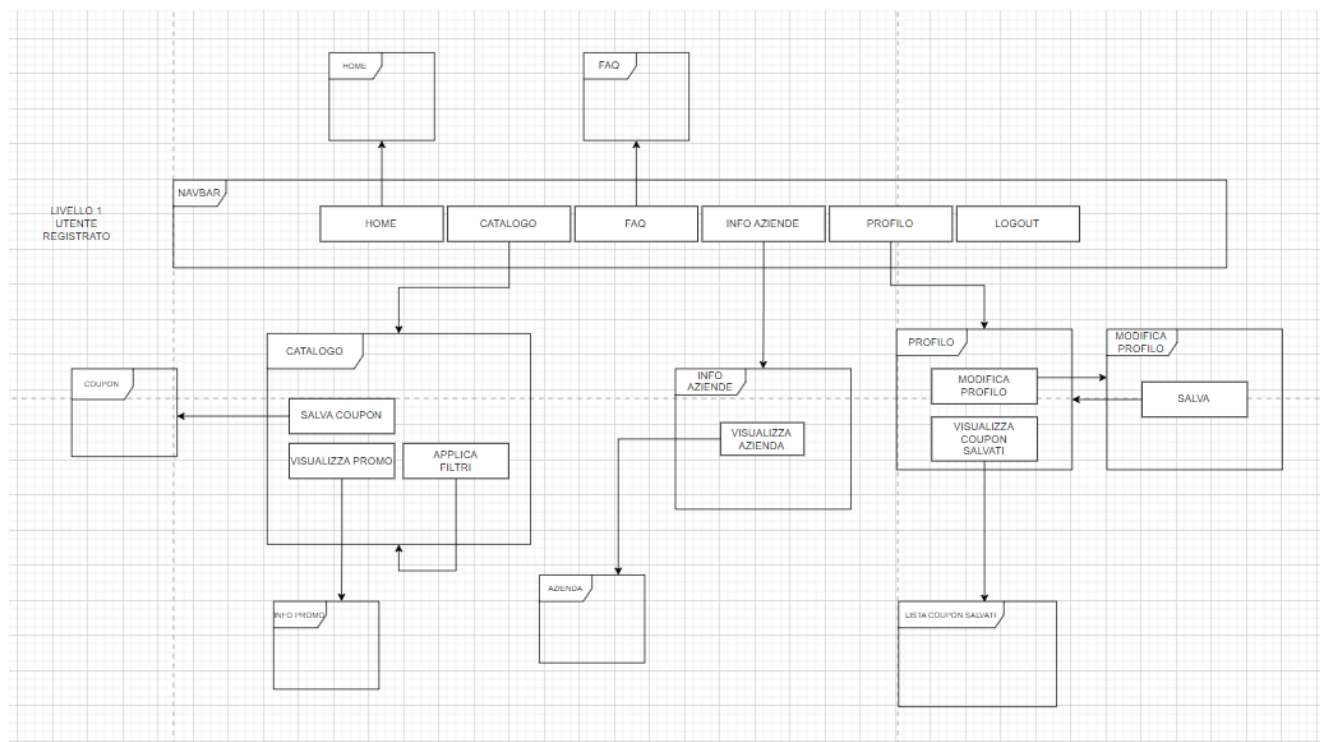 HOME
FAQ
NAVBAR
LIVELLO 1
UTENTE
REGISTRATO
HOME
CATALOGO
FAQ
INFO AZIENDE
PROFILO
LOGOUT
CATALOGO
SALVA COUPON
VISUALIZZA PROMO
APPLICA
FILTRI
COUPON
INFO
AZIENDE
VISUALIZZA
AZIENDA
PROFILO
MODIFICA
PROFILO
VISUALIZZA
COUPON
SALVATI
MODIFICA
PROFILO
SALVA
INFO PROMO
AZIENDA
LISTA COUPON SALVATI